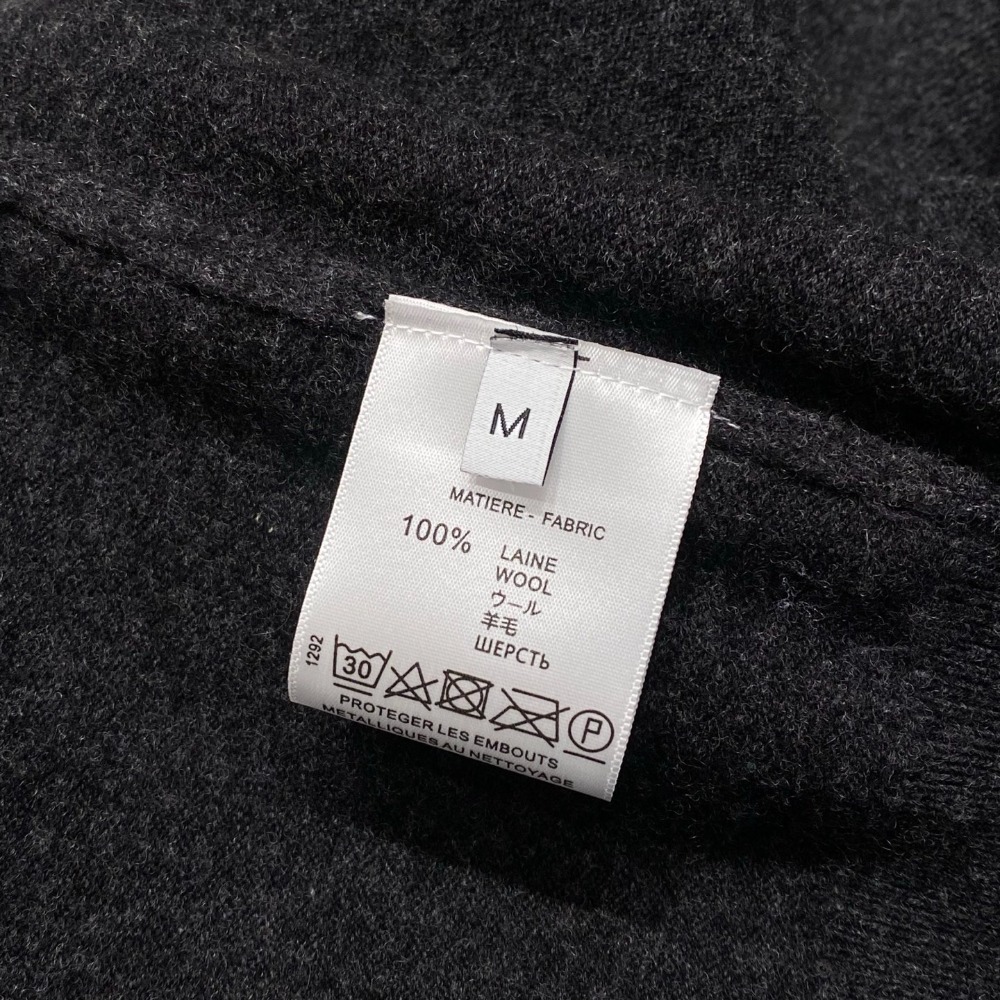 M
MATIERE - FABRIC
100% LAINE
WOOL
ウール
羊毛
ШЕРСТЬ
1292
30
P
PROTEGER LES EMBOUTS
METALLIQUES AU NETTOYAGE